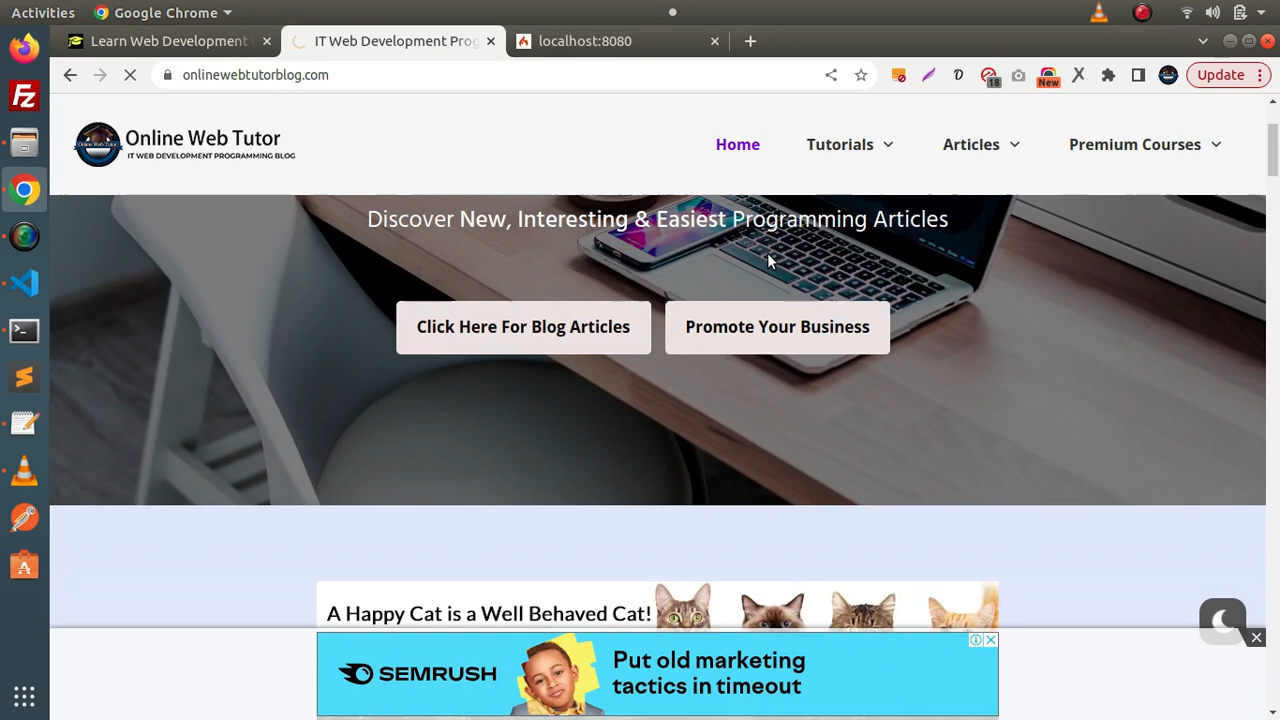 Activities
Google Chrome
Learn Web Development
IT Web Development Prog
localhost:8080
onlinewebtutorblog.com
18
New
Update
Online Web Tutor
IT WEB DEVELOPMENT PROGRAMMING BLOG
Home
Tutorials
Articles
Premium Courses
Discover New, Interesting & Easiest Programming Articles
Click Here For Blog Articles
Promote Your Business
A Happy Cat is a Well Behaved Cat!
SEMRUSH
Put old marketing
tactics in timeout